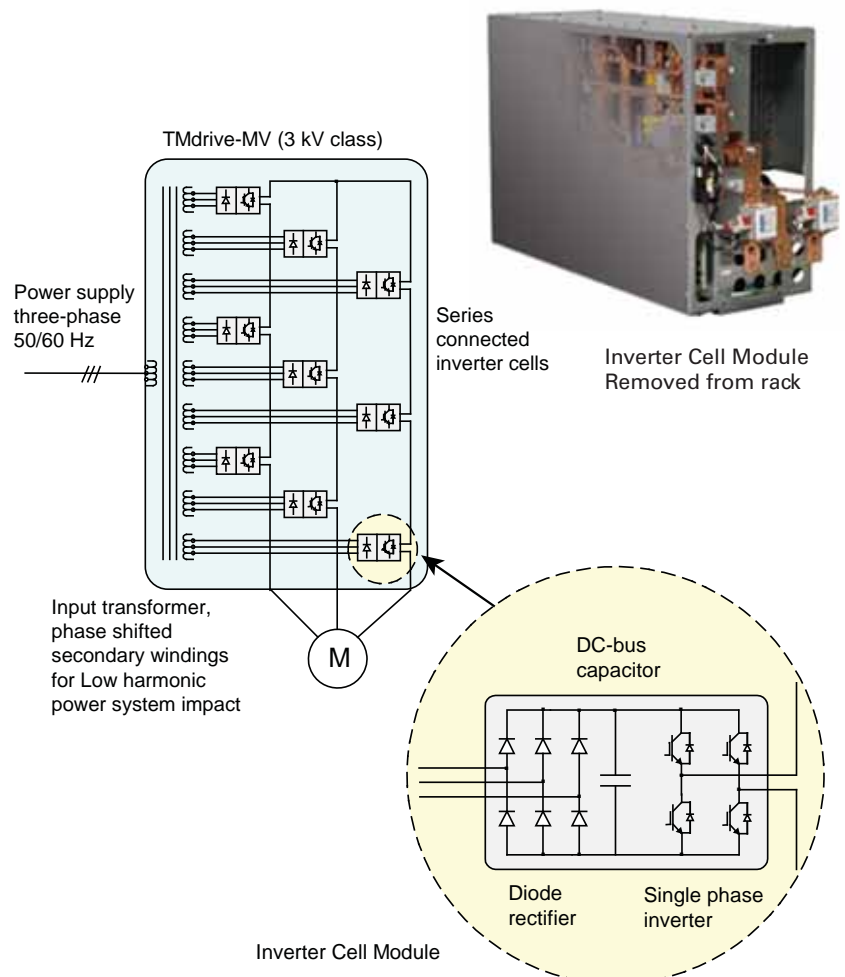 TMdrive-MV (3 kV class)
Power supply
three-phase
50/60 Hz
Series
connected
inverter cells
Inverter Cell Module
Removed from rack
Input transformer,
phase shifted
secondary windings
for Low harmonic
power system impact
M
DC-bus
capacitor
Diode
rectifier
Single phase
inverter
Inverter Cell Module